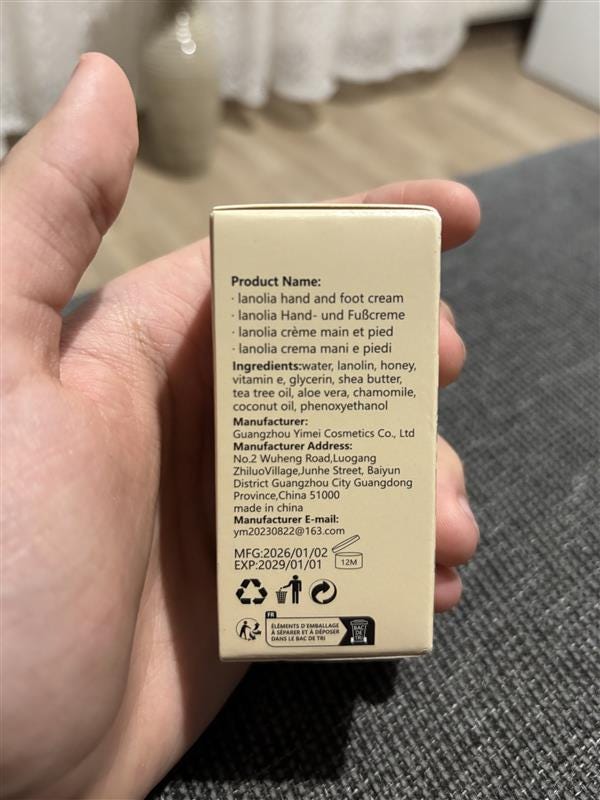 Product Name:
· lanolia hand and foot cream
· lanolia Hand- und Fußcreme
· lanolia crème main et pied
· lanolia crema mani e piedi
Ingredients:water, lanolin, honey,
vitamin e, glycerin, shea butter,
tea tree oil, aloe vera, chamomile,
coconut oil, phenoxyethanol
Manufacturer:
Guangzhou Yimei Cosmetics Co., Ltd
Manufacturer Address:
No.2 Wuheng Road,Luogang
ZhiluoVillage,Junhe Street, Baiyun
District Guangzhou City Guangdong
Province,China 51000
made in china
Manufacturer E-mail:
ym20230822@163.com
MFG:2026/01/02
EXP:2029/01/01
12M
FR
ÉLÉMENTS D'EMBALLAGE
À SÉPARER ET À DÉPOSER
DANS LE BAC DE TRI
BAC
DE
TRI